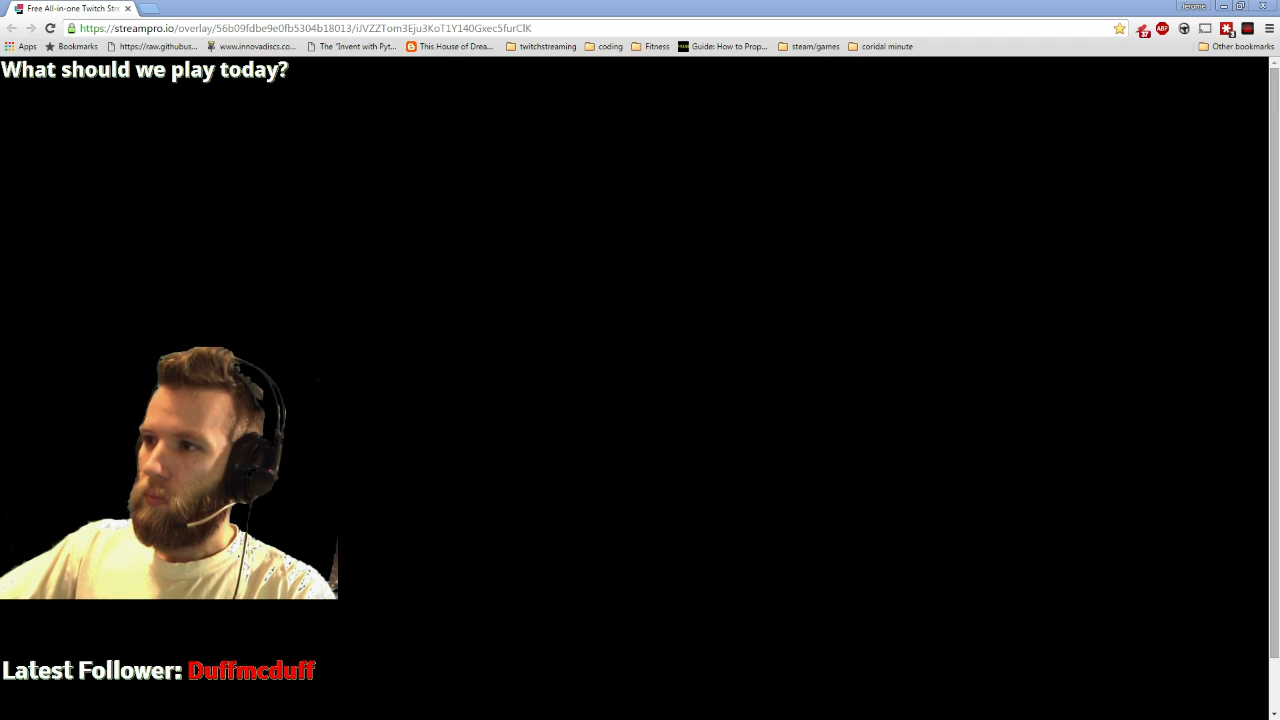 Free All-in-one Twitch Stre
Jerome
https://streampro.io/overlay/56b09fdbe9e0fb5304b18013/iJVZZTom3Eju3KoT1Y140Gxec5furClK
Apps
Bookmarks
https://raw.githubus...
www.innovadiscs.co...
The "Invent with Pyt...
This House of Drea...
twitchstreaming
coding
Fitness
Guide: How to Prop...
steam/games
coridal minute
Other bookmarks
What should we play today?
Latest Follower: Duffmcduff